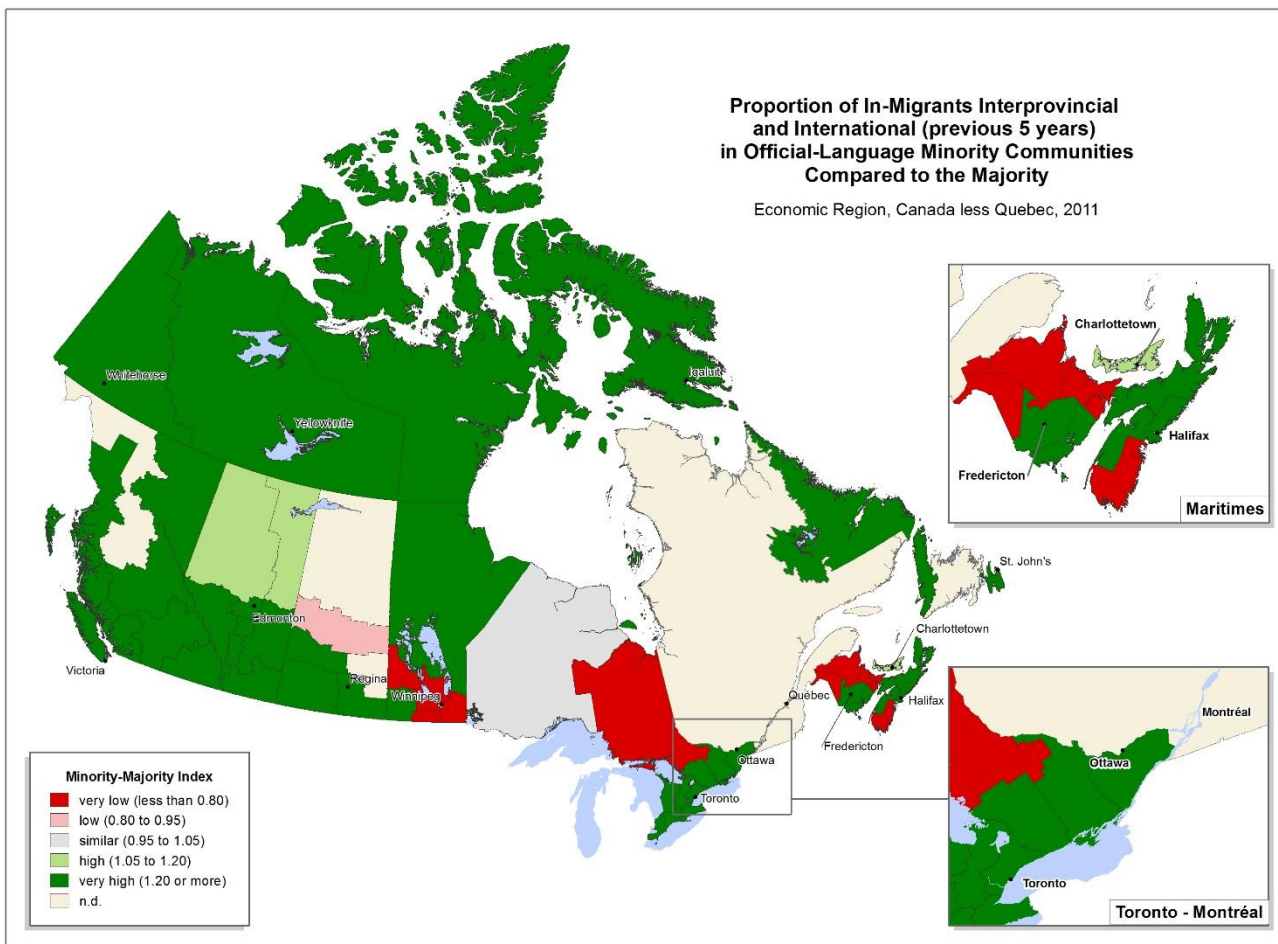 Proportion of In-Migrants Interprovincial
and International (previous 5 years)
in Official-Language Minority Communities
Compared to the Majority
Economic Region, Canada less Quebec, 2011
Charlottetown
Halifax
Fredericton
Maritimes
Whitehorse
Iqaluit
Yellowknife
St. John's
Edmonton
Charlottetown
Victoria
Regina
Winnipeg
Québec
Halifax
Fredericton
Ottawa
Toronto
Montréal
Ottawa
Toronto
Toronto - Montréal
Minority-Majority Index
very low (less than 0.80)
low (0.80 to 0.95)
similar (0.95 to 1.05)
high (1.05 to 1.20)
very high (1.20 or more)
n.d.